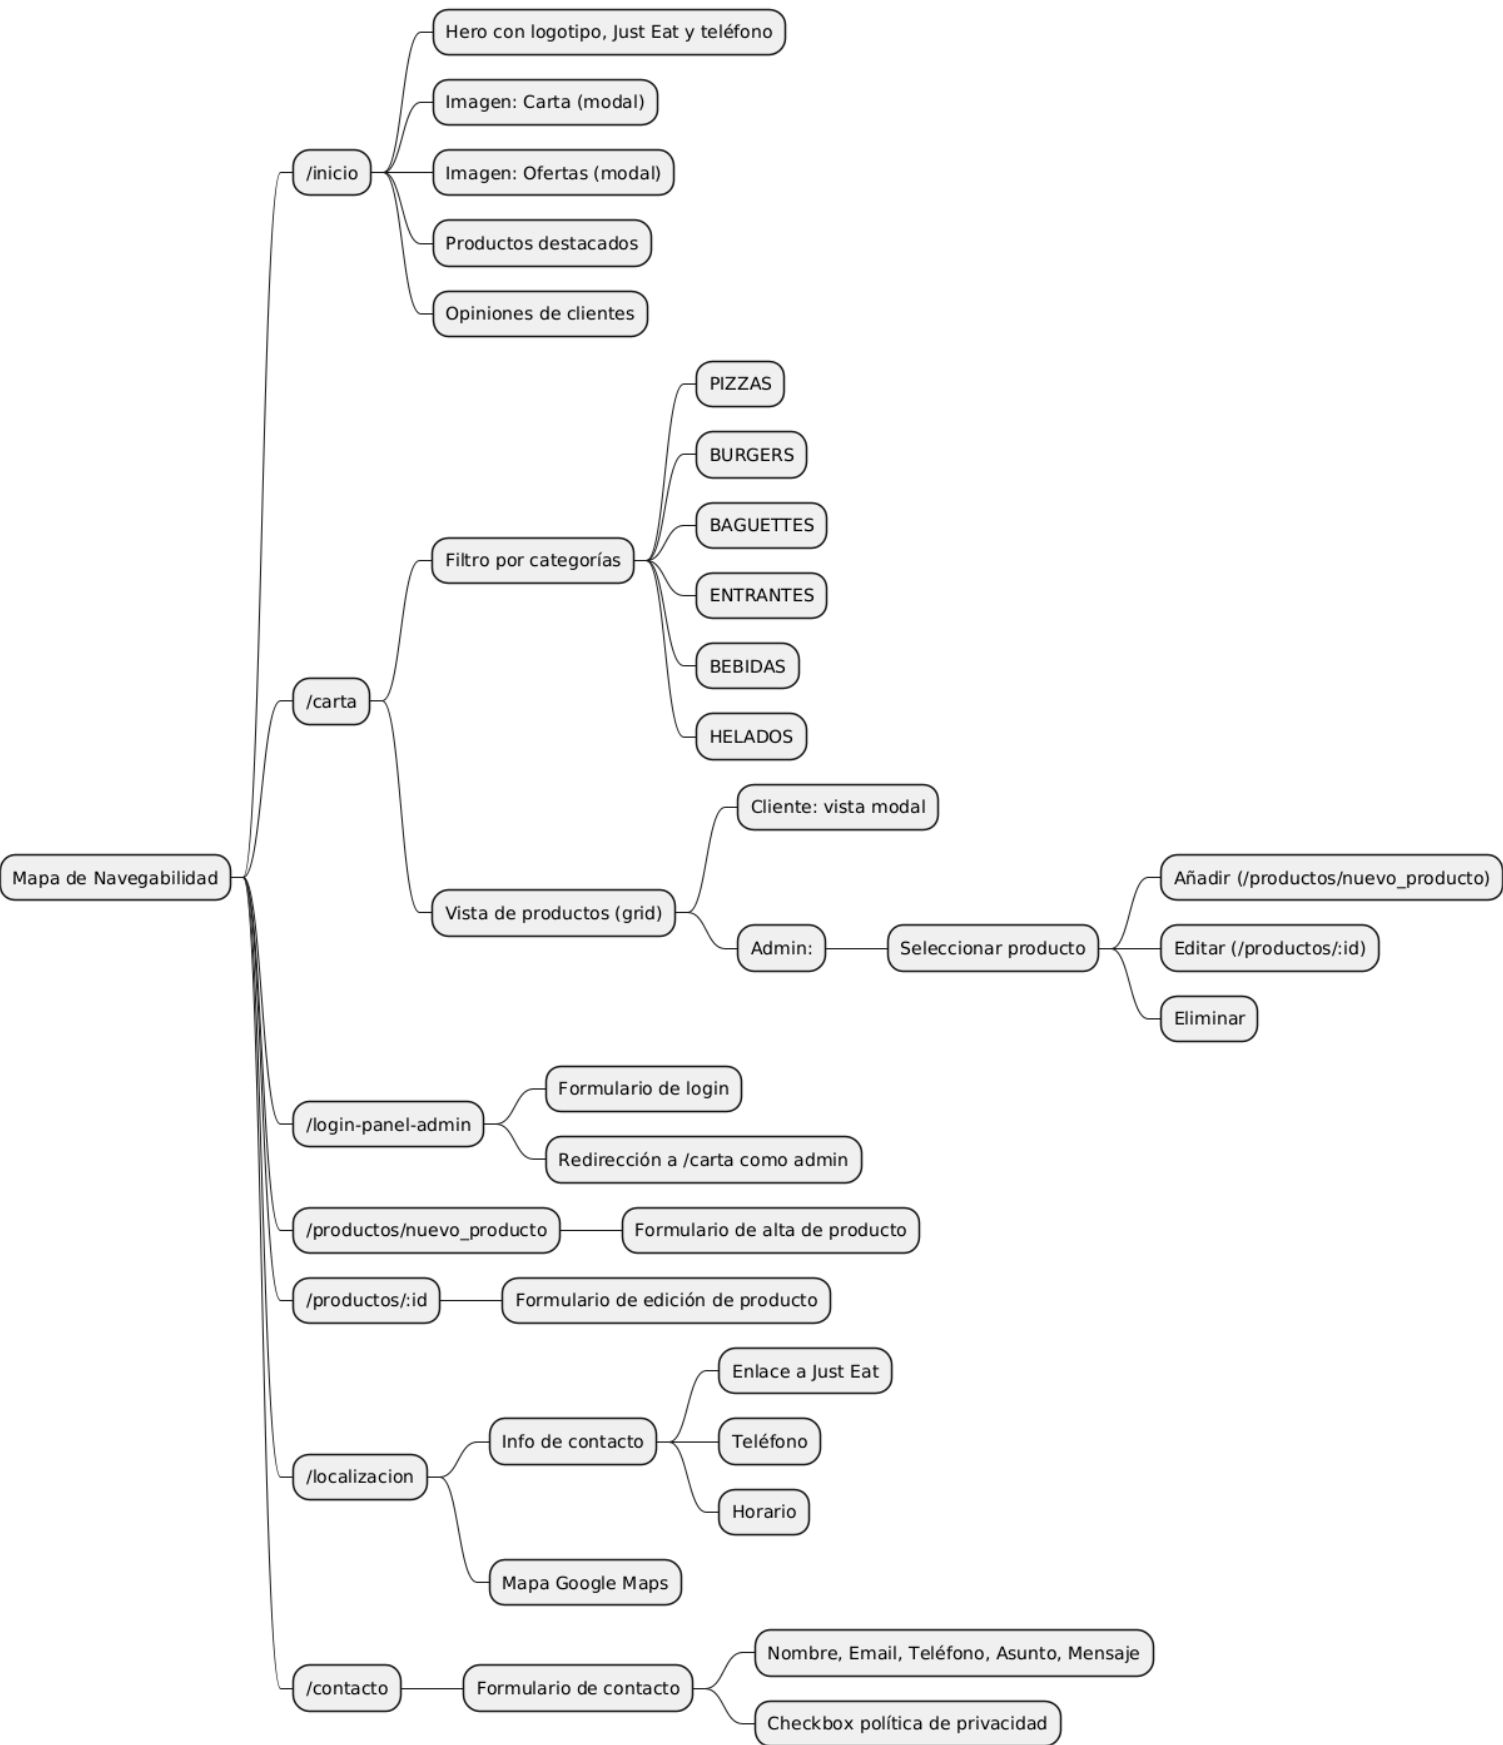 Hero con logotipo, Just Eat y teléfono
Imagen: Carta (modal)
/inicio
Imagen: Ofertas (modal)
Productos destacados
Opiniones de clientes
PIZZAS
BURGERS
BAGUETTES
Filtro por categorías
ENTRANTES
BEBIDAS
/carta
HELADOS
Cliente: vista modal
Mapa de Navegabilidad
Añadir (/productos/nuevo_producto)
Vista de productos (grid)
Admin:
Seleccionar producto
Editar (/productos/:id)
Eliminar
Formulario de login
/login-panel-admin
Redirección a /carta como admin
/productos/nuevo_producto
Formulario de alta de producto
/productos/:id
Formulario de edición de producto
Enlace a Just Eat
Info de contacto
Teléfono
/localizacion
Horario
Mapa Google Maps
Nombre, Email, Teléfono, Asunto, Mensaje
/contacto
Formulario de contacto
Checkbox política de privacidad